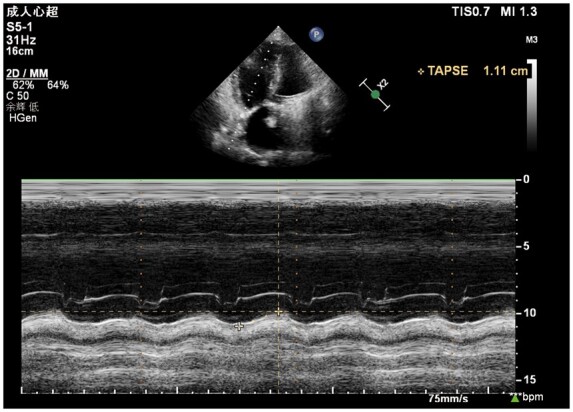 成人心超
S5-1
31Hz
16cm
2D / MM
62% 64%
C 50
余辉 低
HGen
TIS0.7 MI 1.3
M3
TAPSE 1.11 cm
P
X2
0
5
10
15
75mm/s
**bpm